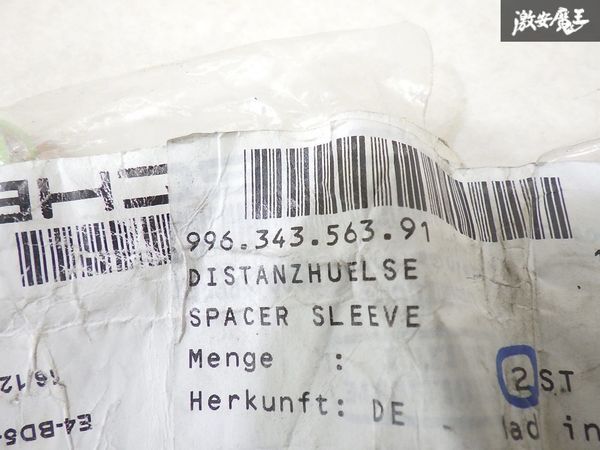 激安魔王
996.343.563.91
DISTANZHUELSE
SPACER SLEEVE
Menge :
2 ST
Herkunft: DE